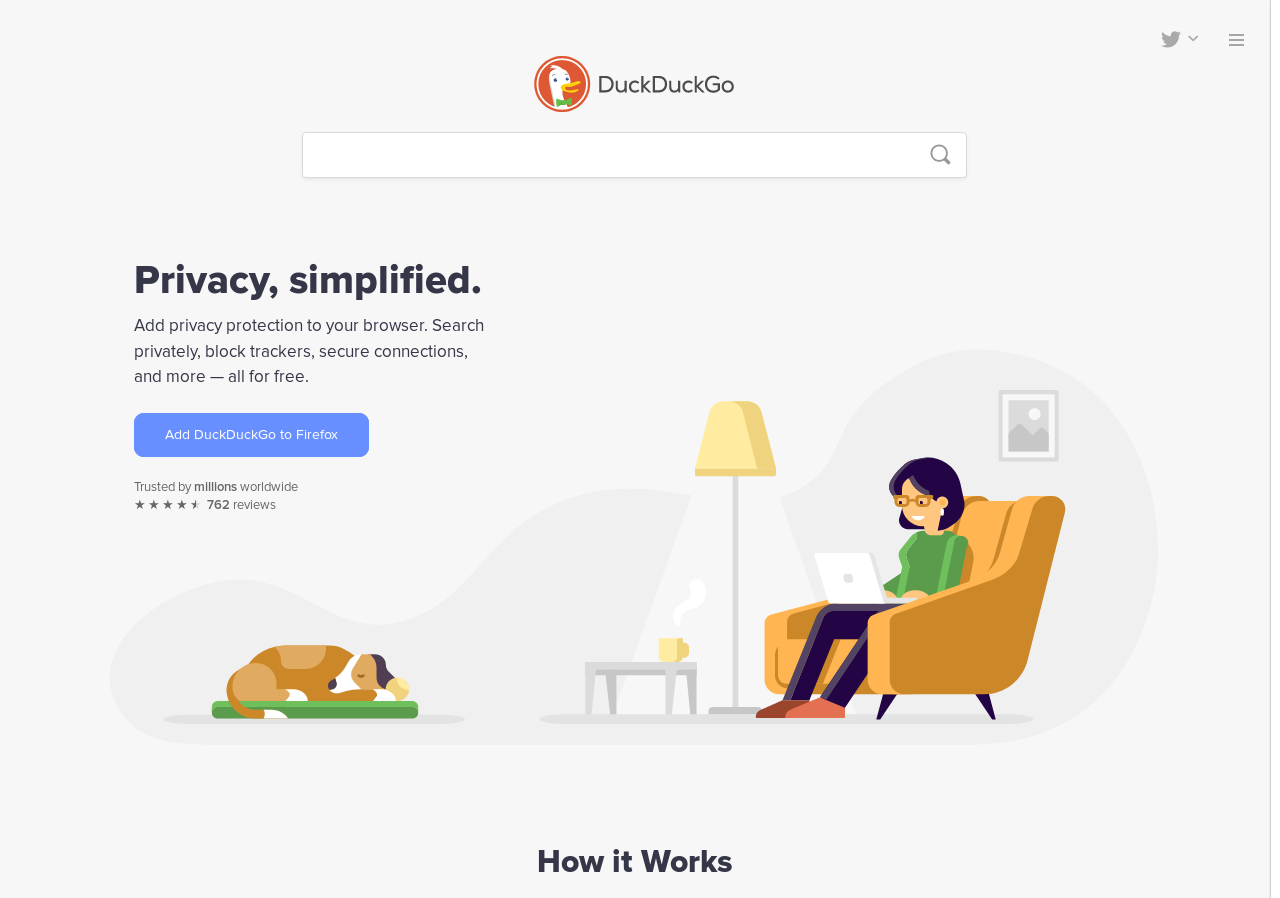 DuckDuckGo
Privacy, simplified.
Add privacy protection to your browser. Search
privately, block trackers, secure connections,
and more — all for free.
Add DuckDuckGo to Firefox
Trusted by millions worldwide
★ ★ ★ ★ ⯨ 762 reviews
How it Works